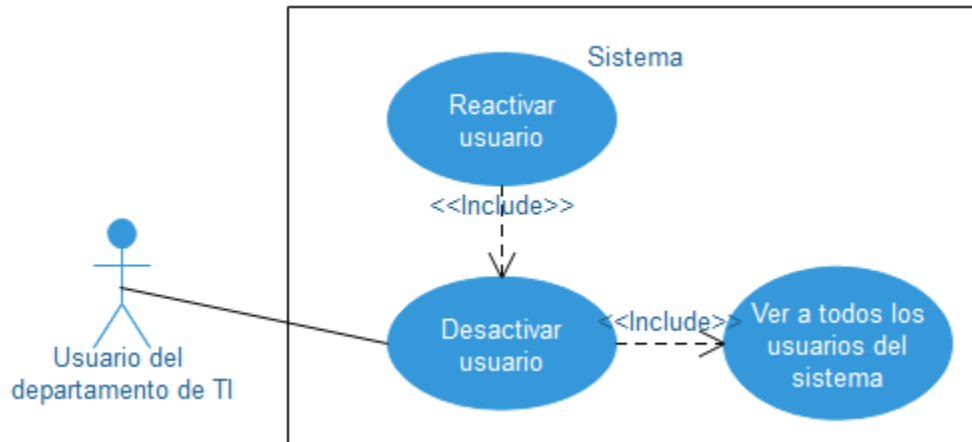 Sistema
Reactivar
usuario
<<Include>>
Desactivar
usuario
<<Include>>
Ver a todos los
usuarios del
sistema
Usuario del
departamento de TI